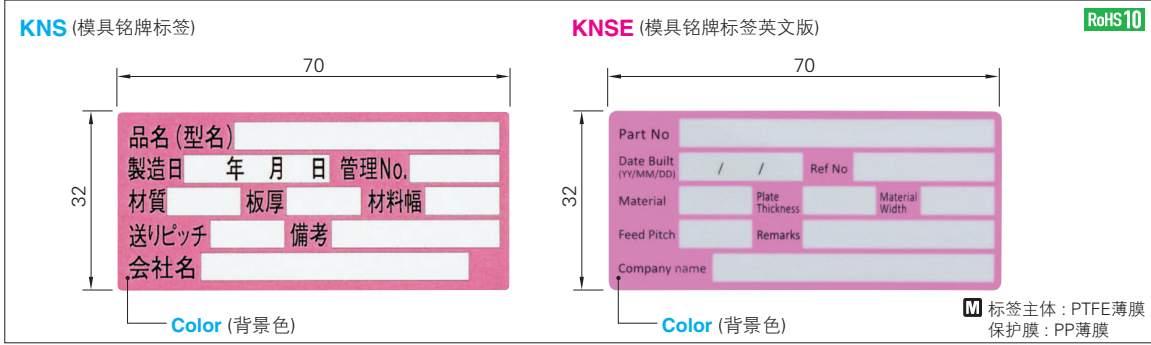 KNS (模具铭牌标签)
KNSE (模具铭牌标签英文版)
RoHS10
70
32
品名(型名)
製造日 年 月 日 管理No.
材質 板厚 材料幅
送りピッチ 備考
会社名
Color (背景色)
70
32
Part No
Date Built / / Ref No
(YY/MM/DD)
Material Plate Thickness Material Width
Feed Pitch Remarks
Company name
Color (背景色)
M 标签主体 : PTFE薄膜
保护膜 : PP薄膜